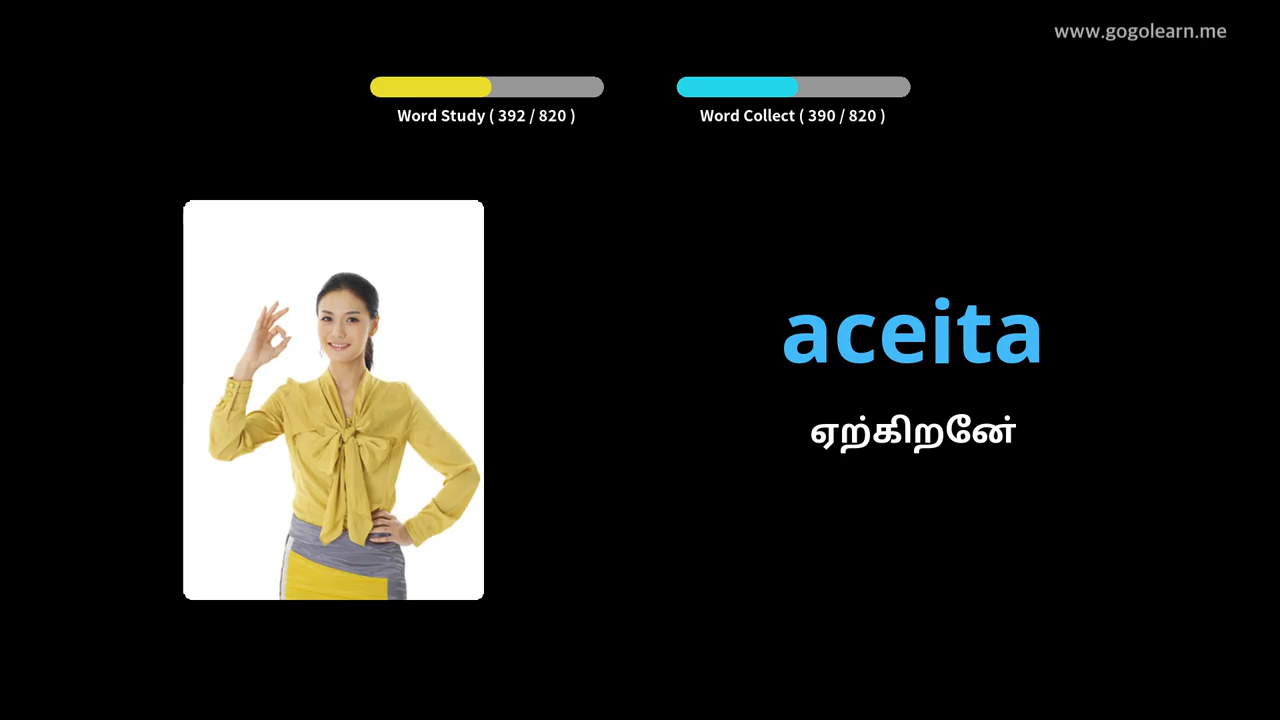 www.gogolearn.me
Word Study ( 392 / 820 )
Word Collect ( 390 / 820 )
aceita
ஏற்கிறனே்